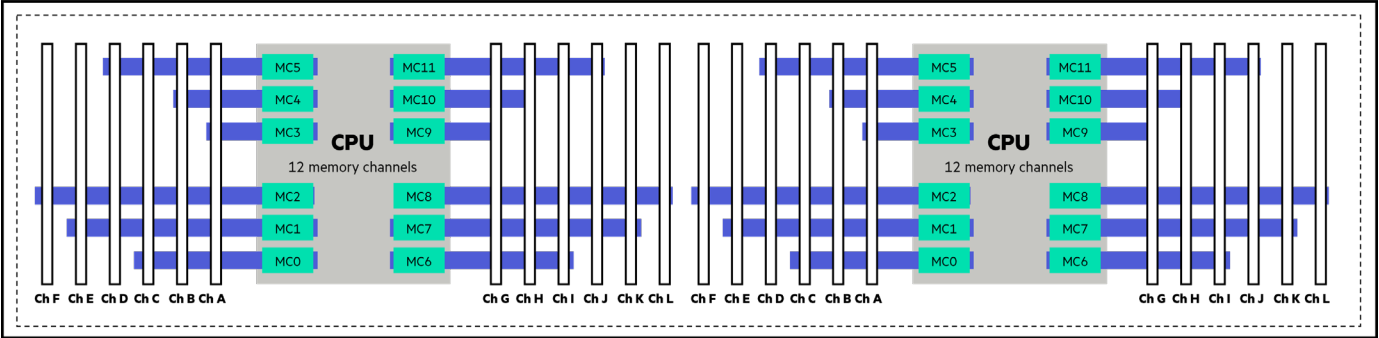 MC5 MC11 MC5 MC11
MC4 MC10 MC4 MC10
MC3 MC9 MC3 MC9
CPU CPU
12 memory channels 12 memory channels
MC2 MC8 MC2 MC8
MC1 MC7 MC1 MC7
MC0 MC6 MC0 MC6
Ch F Ch E Ch D Ch C Ch B Ch A Ch G Ch H Ch I Ch J Ch K Ch L Ch F Ch E Ch D Ch C Ch B Ch A Ch G Ch H Ch I Ch J Ch K Ch L